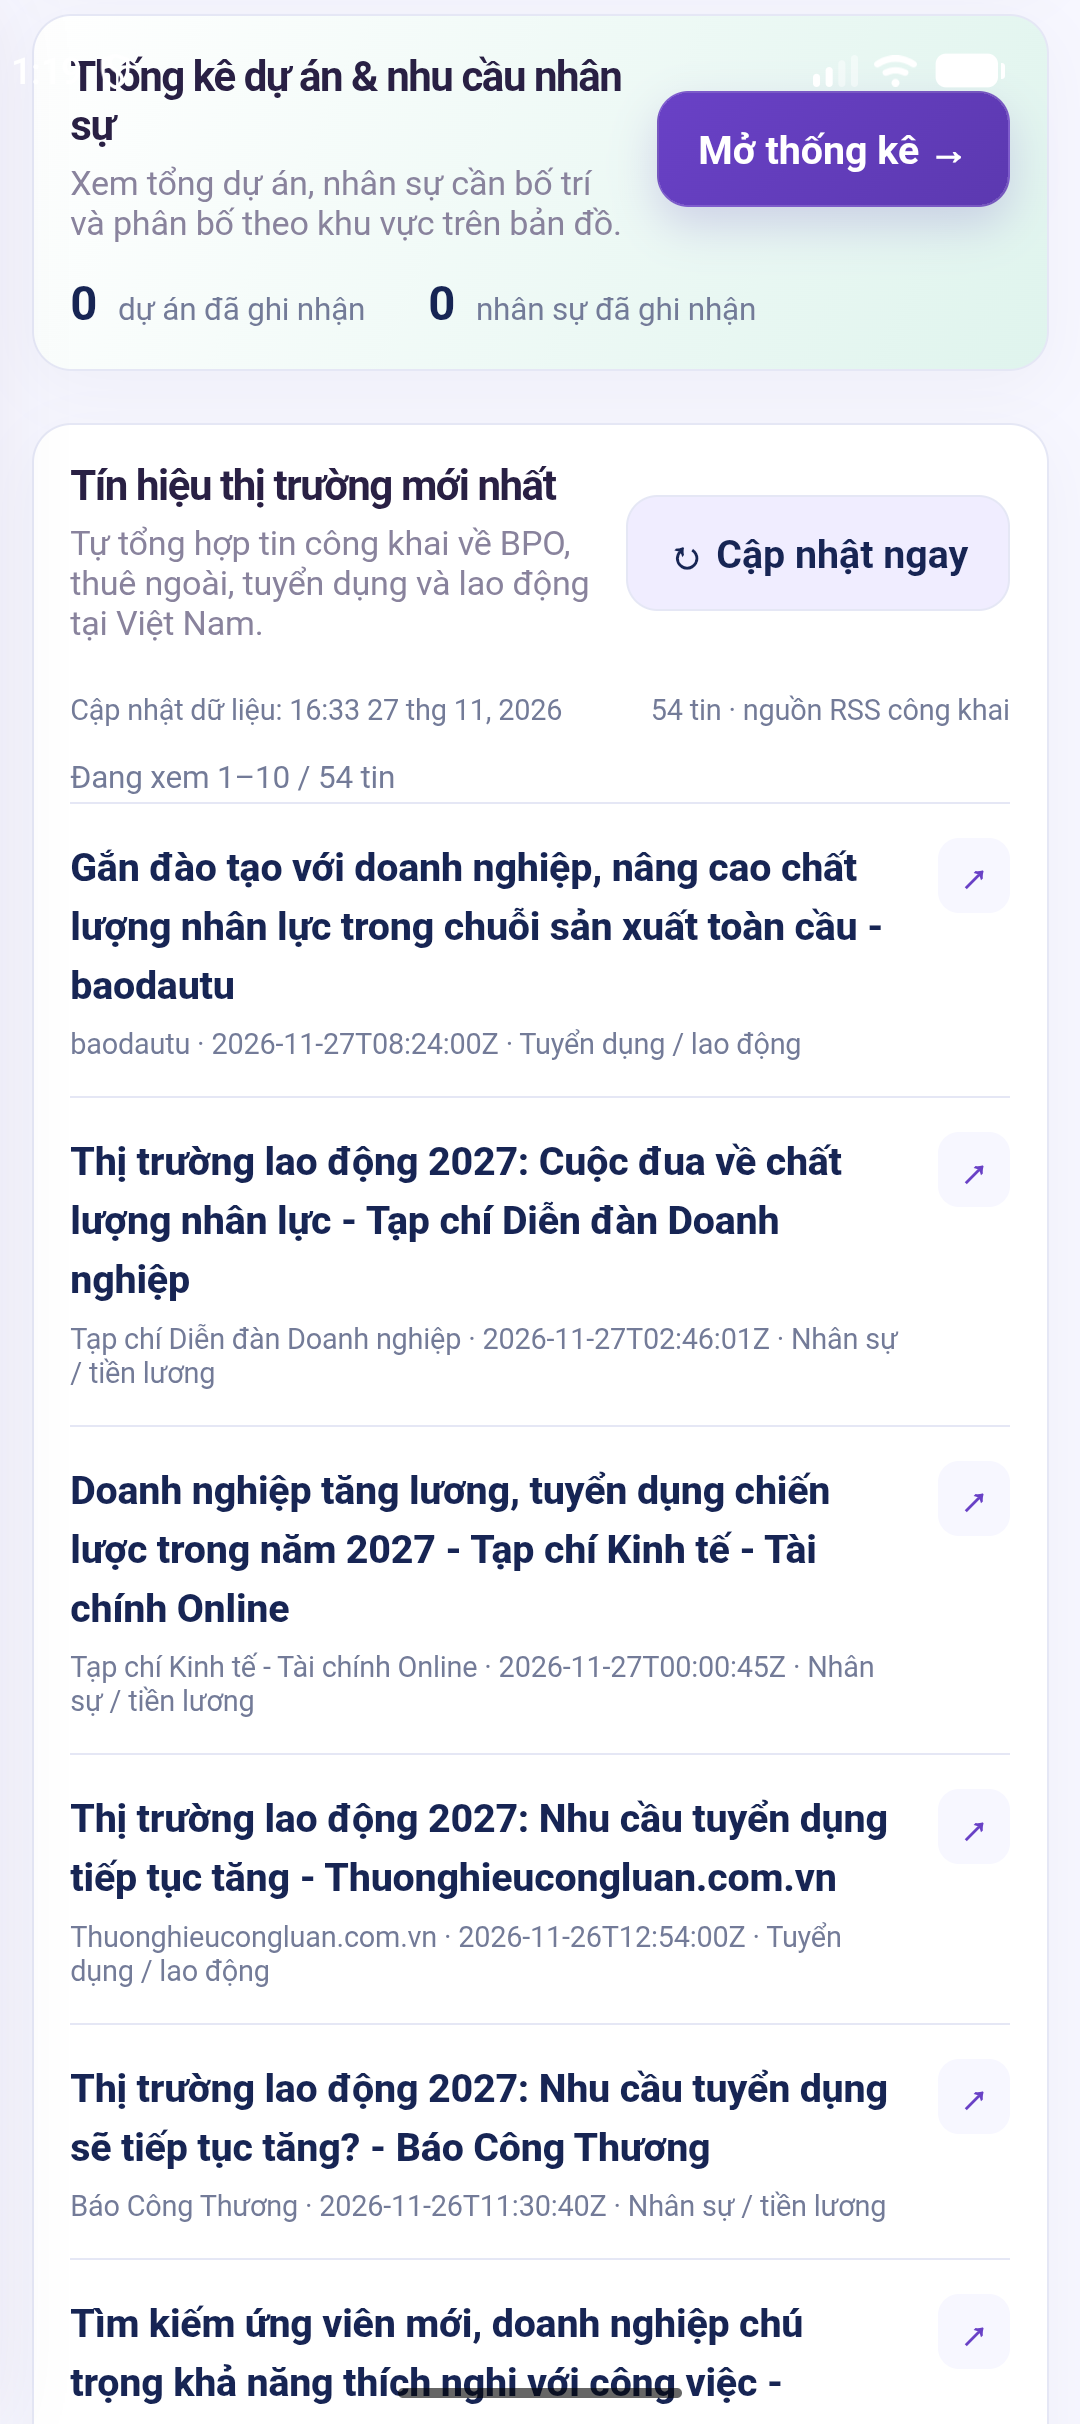 Thống kê dự án & nhu cầu nhân
sự
Xem tổng dự án, nhân sự cần bố trí
và phân bố theo khu vực trên bản đồ.
Mở thống kê →
0 dự án đã ghi nhận 0 nhân sự đã ghi nhận
Tín hiệu thị trường mới nhất
Tự tổng hợp tin công khai về BPO,
thuê ngoài, tuyển dụng và lao động
tại Việt Nam.
↻ Cập nhật ngay
Cập nhật dữ liệu: 16:33 27 thg 11, 2026 54 tin · nguồn RSS công khai
Đang xem 1–10 / 54 tin
Gắn đào tạo với doanh nghiệp, nâng cao chất ↗
lượng nhân lực trong chuỗi sản xuất toàn cầu -
baodautu
baodautu · 2026-11-27T08:24:00Z · Tuyển dụng / lao động
Thị trường lao động 2027: Cuộc đua về chất ↗
lượng nhân lực - Tạp chí Diễn đàn Doanh
nghiệp
Tạp chí Diễn đàn Doanh nghiệp · 2026-11-27T02:46:01Z · Nhân sự
/ tiền lương
Doanh nghiệp tăng lương, tuyển dụng chiến ↗
lược trong năm 2027 - Tạp chí Kinh tế - Tài
chính Online
Tạp chí Kinh tế - Tài chính Online · 2026-11-27T00:00:45Z · Nhân
sự / tiền lương
Thị trường lao động 2027: Nhu cầu tuyển dụng ↗
tiếp tục tăng - Thuonghieucongluan.com.vn
Thuonghieucongluan.com.vn · 2026-11-26T12:54:00Z · Tuyển
dụng / lao động
Thị trường lao động 2027: Nhu cầu tuyển dụng ↗
sẽ tiếp tục tăng? - Báo Công Thương
Báo Công Thương · 2026-11-26T11:30:40Z · Nhân sự / tiền lương
Tìm kiếm ứng viên mới, doanh nghiệp chú ↗
trọng khả năng thích nghi với công việc -